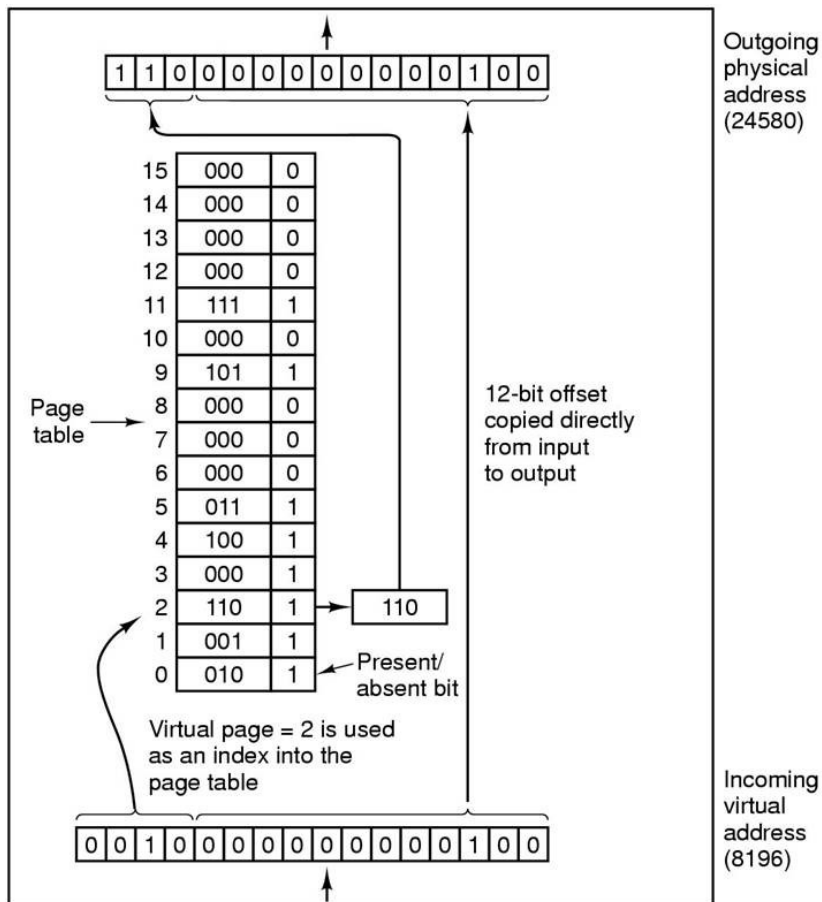 1 1 0 0 0 0 0 0 0 0 0 0 1 0 0
Outgoing
physical
address
(24580)
15 000 0
14 000 0
13 000 0
12 000 0
11 111 1
10 000 0
9 101 1
8 000 0
7 000 0
6 000 0
5 011 1
4 100 1
3 000 1
2 110 1 110
1 001 1
0 010 1
Page
table
12-bit offset
copied directly
from input
to output
Present/
absent bit
Virtual page = 2 is used
as an index into the
page table
0 0 1 0 0 0 0 0 0 0 0 0 0 1 0 0
Incoming
virtual
address
(8196)